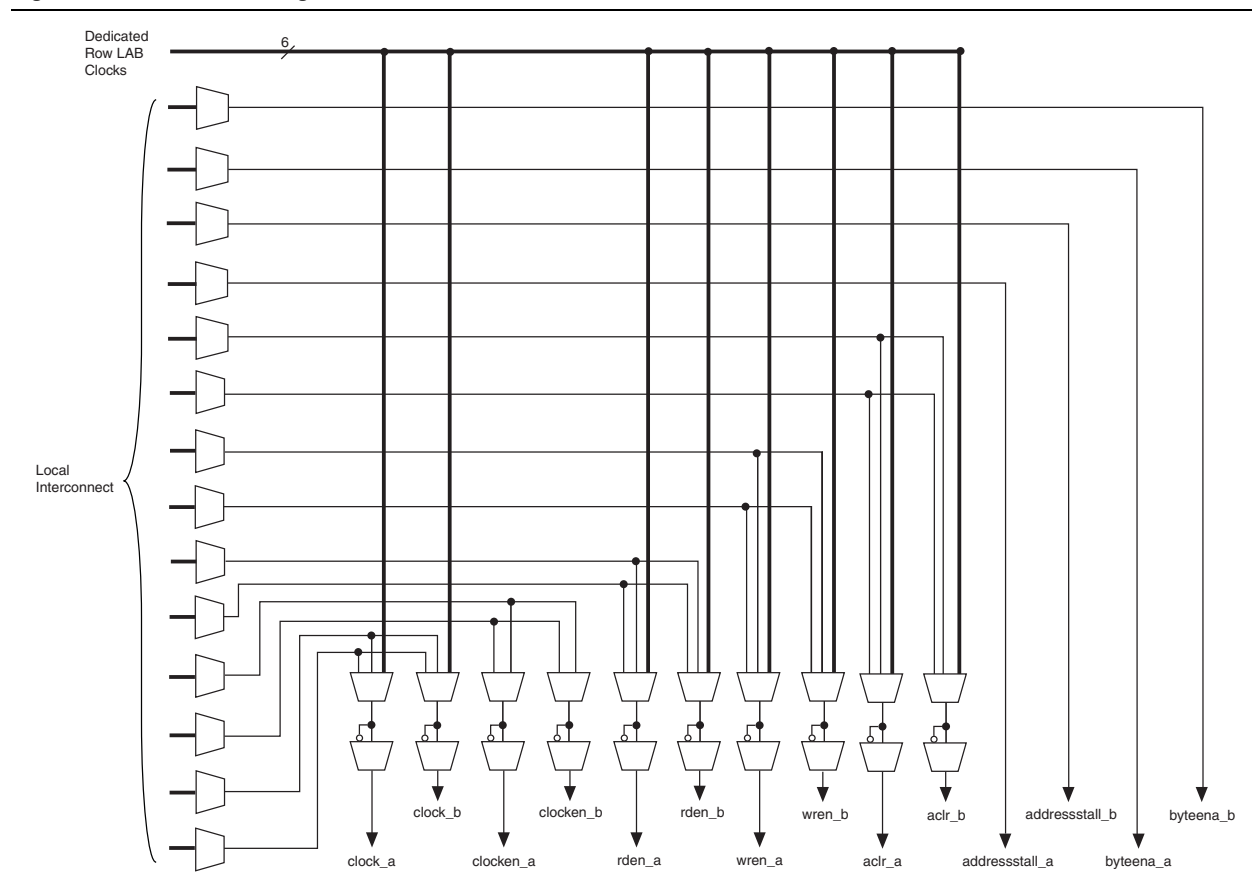 Dedicated
Row LAB
Clocks
6
Local
Interconnect
clock_b
clocken_b
rden_b
wren_b
aclr_b
addressstall_b
byteena_b
clock_a
clocken_a
rden_a
wren_a
aclr_a
addressstall_a
byteena_a